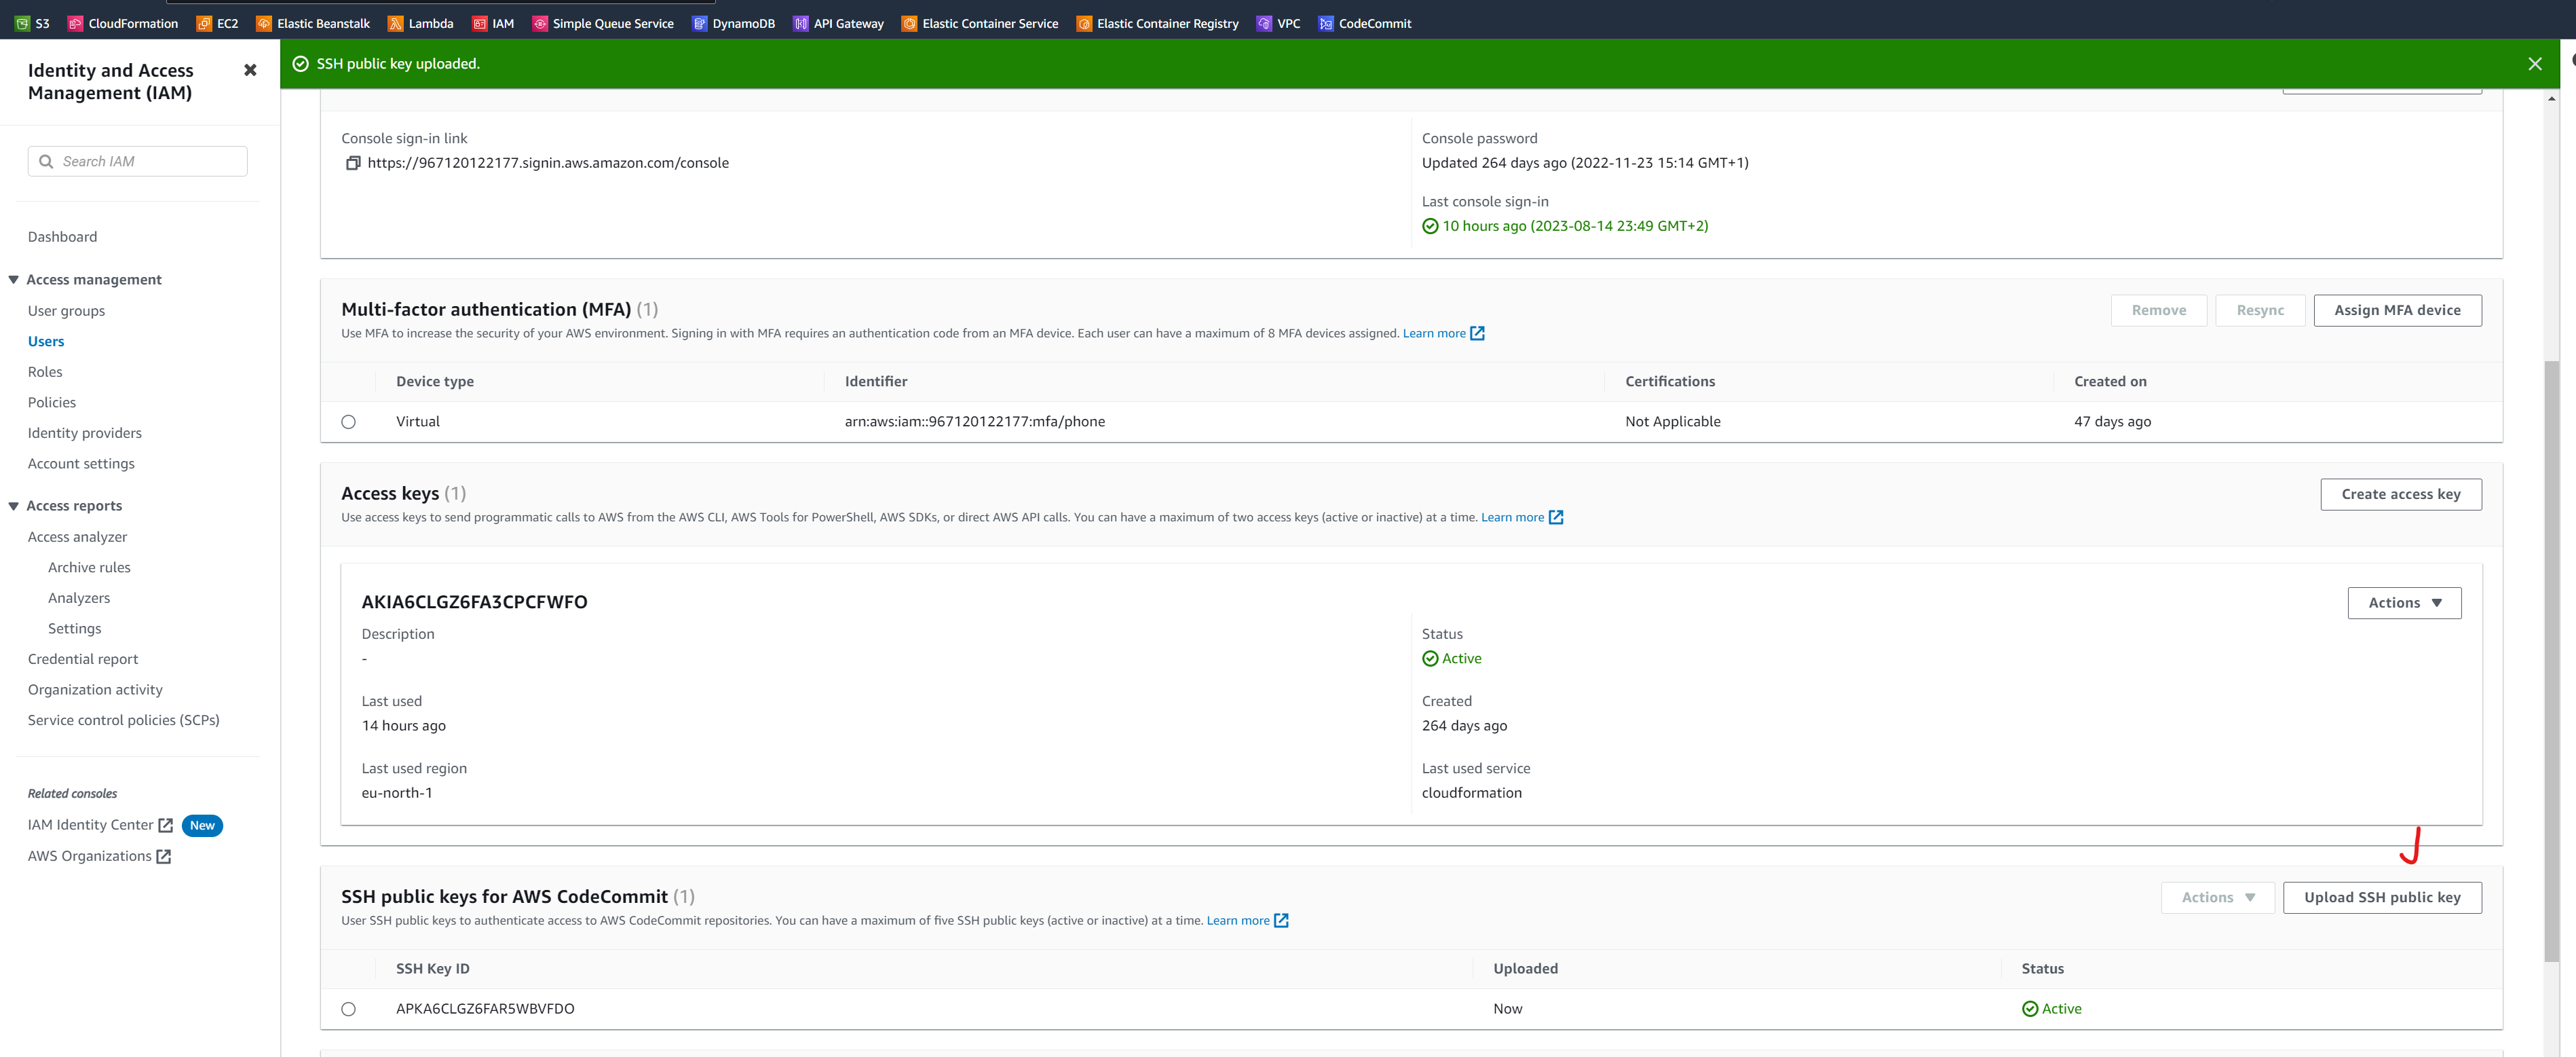 S3 CloudFormation EC2 Elastic Beanstalk Lambda IAM Simple Queue Service DynamoDB API Gateway Elastic Container Service Elastic Container Registry VPC CodeCommit
Identity and Access
Management (IAM)
Search IAM
Dashboard
Access management
User groups
Users
Roles
Policies
Identity providers
Account settings
Access reports
Access analyzer
Archive rules
Analyzers
Settings
Credential report
Organization activity
Service control policies (SCPs)
Related consoles
IAM Identity Center New
AWS Organizations
SSH public key uploaded.
Console sign-in link
https://967120122177.signin.aws.amazon.com/console
Console password
Updated 264 days ago (2022-11-23 15:14 GMT+1)
Last console sign-in
10 hours ago (2023-08-14 23:49 GMT+2)
Multi-factor authentication (MFA) (1)
Remove Resync Assign MFA device
Use MFA to increase the security of your AWS environment. Signing in with MFA requires an authentication code from an MFA device. Each user can have a maximum of 8 MFA devices assigned. Learn more
Device type Identifier Certifications Created on
Virtual arn:aws:iam::967120122177:mfa/phone Not Applicable 47 days ago
Access keys (1)
Create access key
Use access keys to send programmatic calls to AWS from the AWS CLI, AWS Tools for PowerShell, AWS SDKs, or direct AWS API calls. You can have a maximum of two access keys (active or inactive) at a time. Learn more
AKIA6CLGZ6FA3CPCFWFO
Actions
Description
-
Status
Active
Last used
14 hours ago
Created
264 days ago
Last used region
eu-north-1
Last used service
cloudformation
SSH public keys for AWS CodeCommit (1)
Actions Upload SSH public key
User SSH public keys to authenticate access to AWS CodeCommit repositories. You can have a maximum of five SSH public keys (active or inactive) at a time. Learn more
SSH Key ID Uploaded Status
APKA6CLGZ6FAR5WBVFDO Now Active